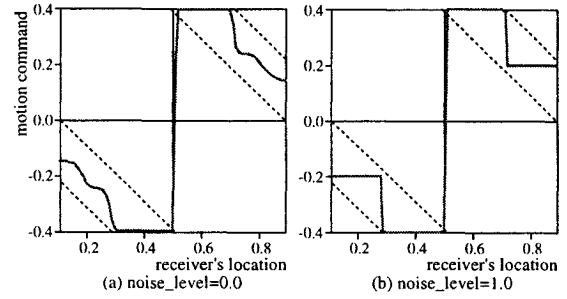 motion command
0.4
0.2
0.0
-0.2
-0.4
0.2 0.4 0.6 0.8
receiver's location
(a) noise_level=0.0
0.4
0.2
0.0
-0.2
-0.4
0.2 0.4 0.6 0.8
receiver's location
(b) noise_level=1.0